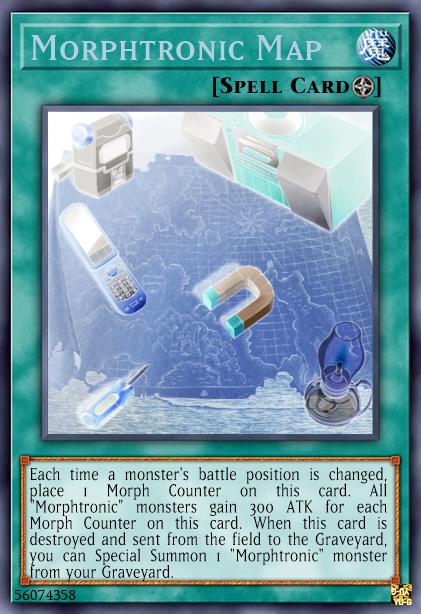 Morphtronic Map
魔
[Spell Card]
Each time a monster's battle position is changed,
place 1 Morph Counter on this card. All
"Morphtronic" monsters gain 300 ATK for each
Morph Counter on this card. When this card is
destroyed and sent from the field to the Graveyard,
you can Special Summon 1 "Morphtronic" monster
from your Graveyard.
56074358